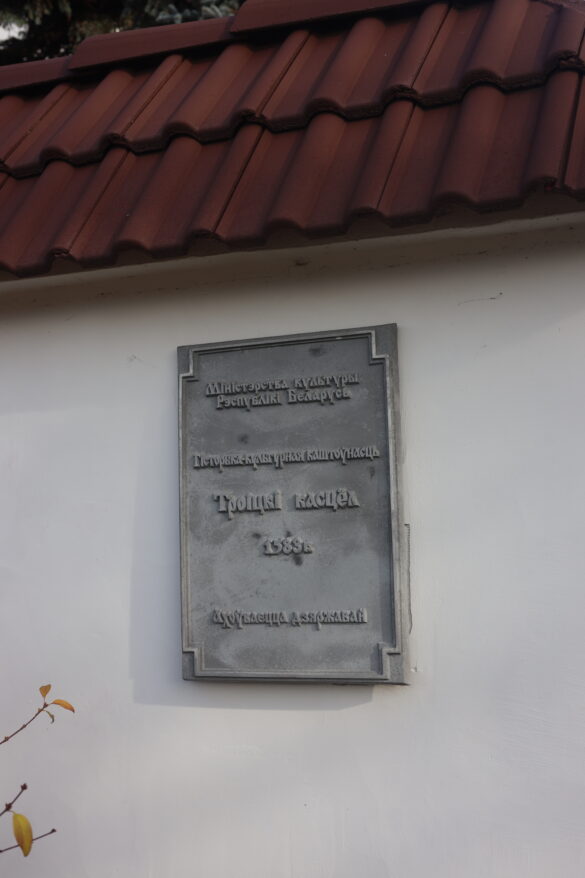 Міністэрства культуры
Рэспублікі Беларусь
Гісторыка-культурная каштоўнасць
Троіцкі касцёл
1583г.
Ахоўваецца дзяржавай